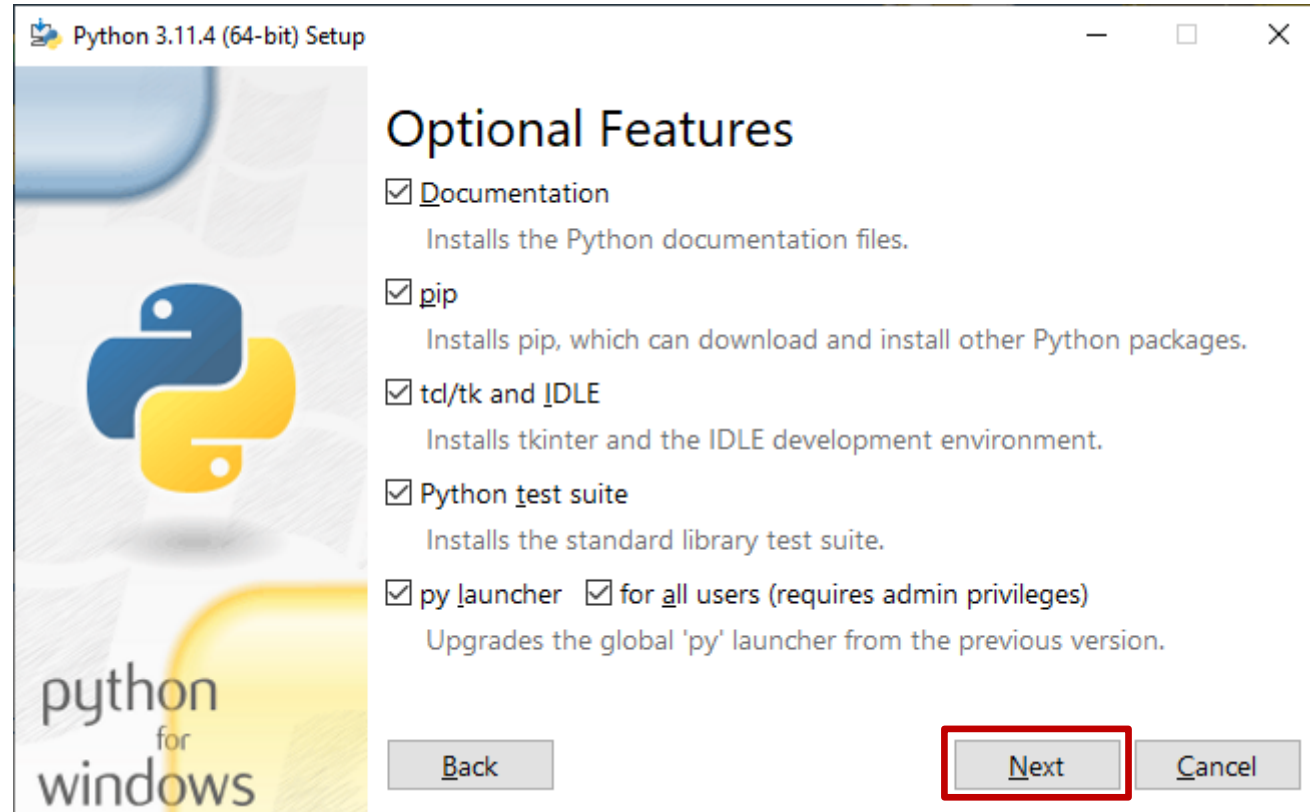 Python 3.11.4 (64-bit) Setup
Optional Features
Documentation
Installs the Python documentation files.
pip
Installs pip, which can download and install other Python packages.
tcl/tk and IDLE
Installs tkinter and the IDLE development environment.
Python test suite
Installs the standard library test suite.
py launcher for all users (requires admin privileges)
Upgrades the global 'py' launcher from the previous version.
python
for
windows
Back Next Cancel